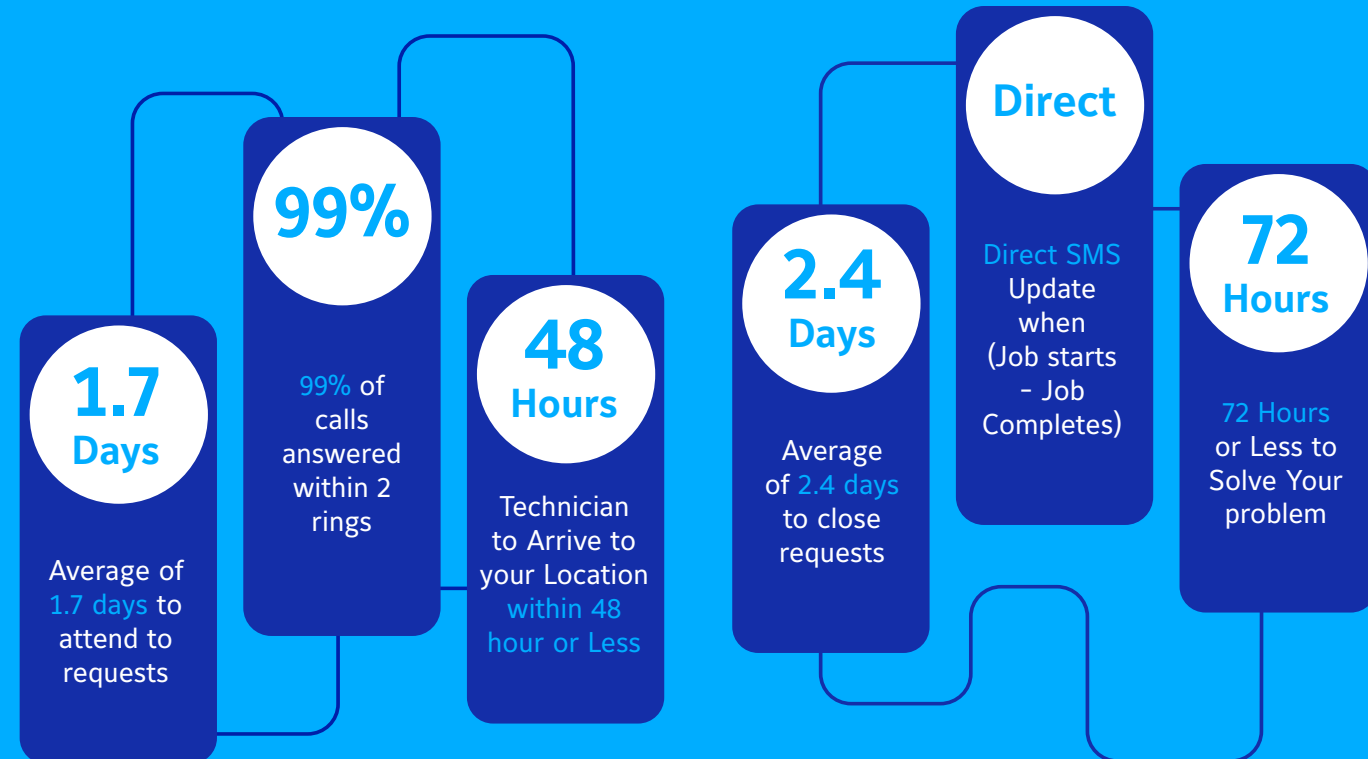 1.7
Days
Average of
1.7 days to
attend to
requests
99%
99% of
calls
answered
within 2
rings
48
Hours
Technician
to Arrive to
your Location
within 48
hour or Less
2.4
Days
Average
of 2.4 days
to close
requests
Direct
Direct SMS
Update
when
(Job starts
- Job
Completes)
72
Hours
72 Hours
or Less to
Solve Your
problem